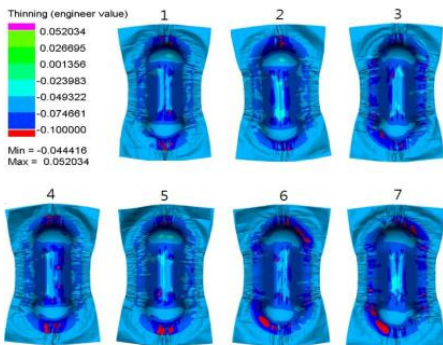 Thinning (engineer value)
0.052034
0.026695
0.001356
-0.023983
-0.049322
-0.074661
-0.100000
Min = -0.044416
Max = 0.052034
1 2 3
4 5 6 7